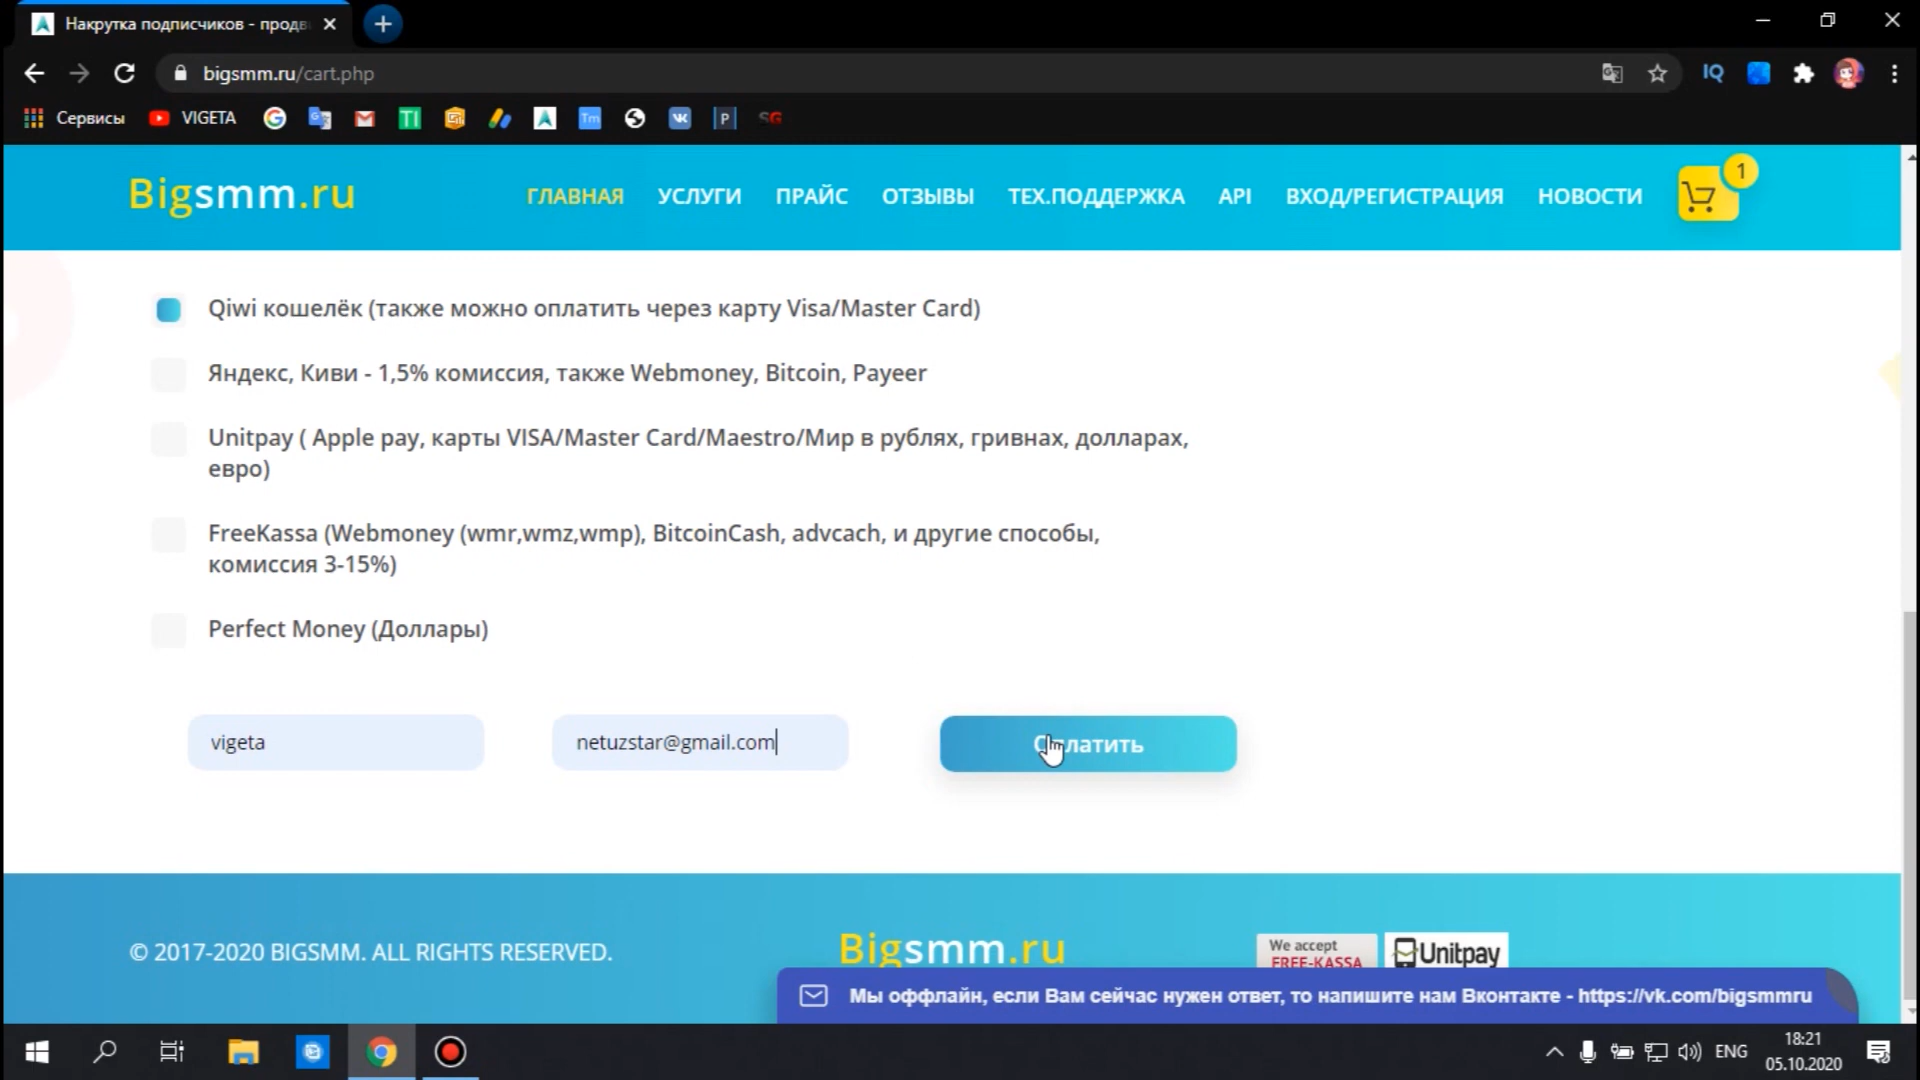 Накрутка подписчиков - продв
bigsmm.ru/cart.php
IQ
Сервисы VIGETA TI Tm P SG
Bigsmm.ru ГЛАВНАЯ УСЛУГИ ПРАЙС ОТЗЫВЫ ТЕХ.ПОДДЕРЖКА API ВХОД/РЕГИСТРАЦИЯ НОВОСТИ 1
Qiwi кошелёк (также можно оплатить через карту Visa/Master Card)
Яндекс, Киви - 1,5% комиссия, также Webmoney, Bitcoin, Payeer
Unitpay ( Apple pay, карты VISA/Master Card/Maestro/Мир в рублях, гривнах, долларах,
евро)
FreeKassa (Webmoney (wmr,wmz,wmp), BitcoinCash, advcach, и другие способы,
комиссия 3-15%)
Perfect Money (Доллары)
vigeta netuzstar@gmail.com Оплатить
© 2017-2020 BIGSMM. ALL RIGHTS RESERVED. Bigsmm.ru
We accept
FREE-KASSA
Unitpay
Мы оффлайн, если Вам сейчас нужен ответ, то напишите нам Вконтакте - https://vk.com/bigsmmru
ENG
18:21
05.10.2020